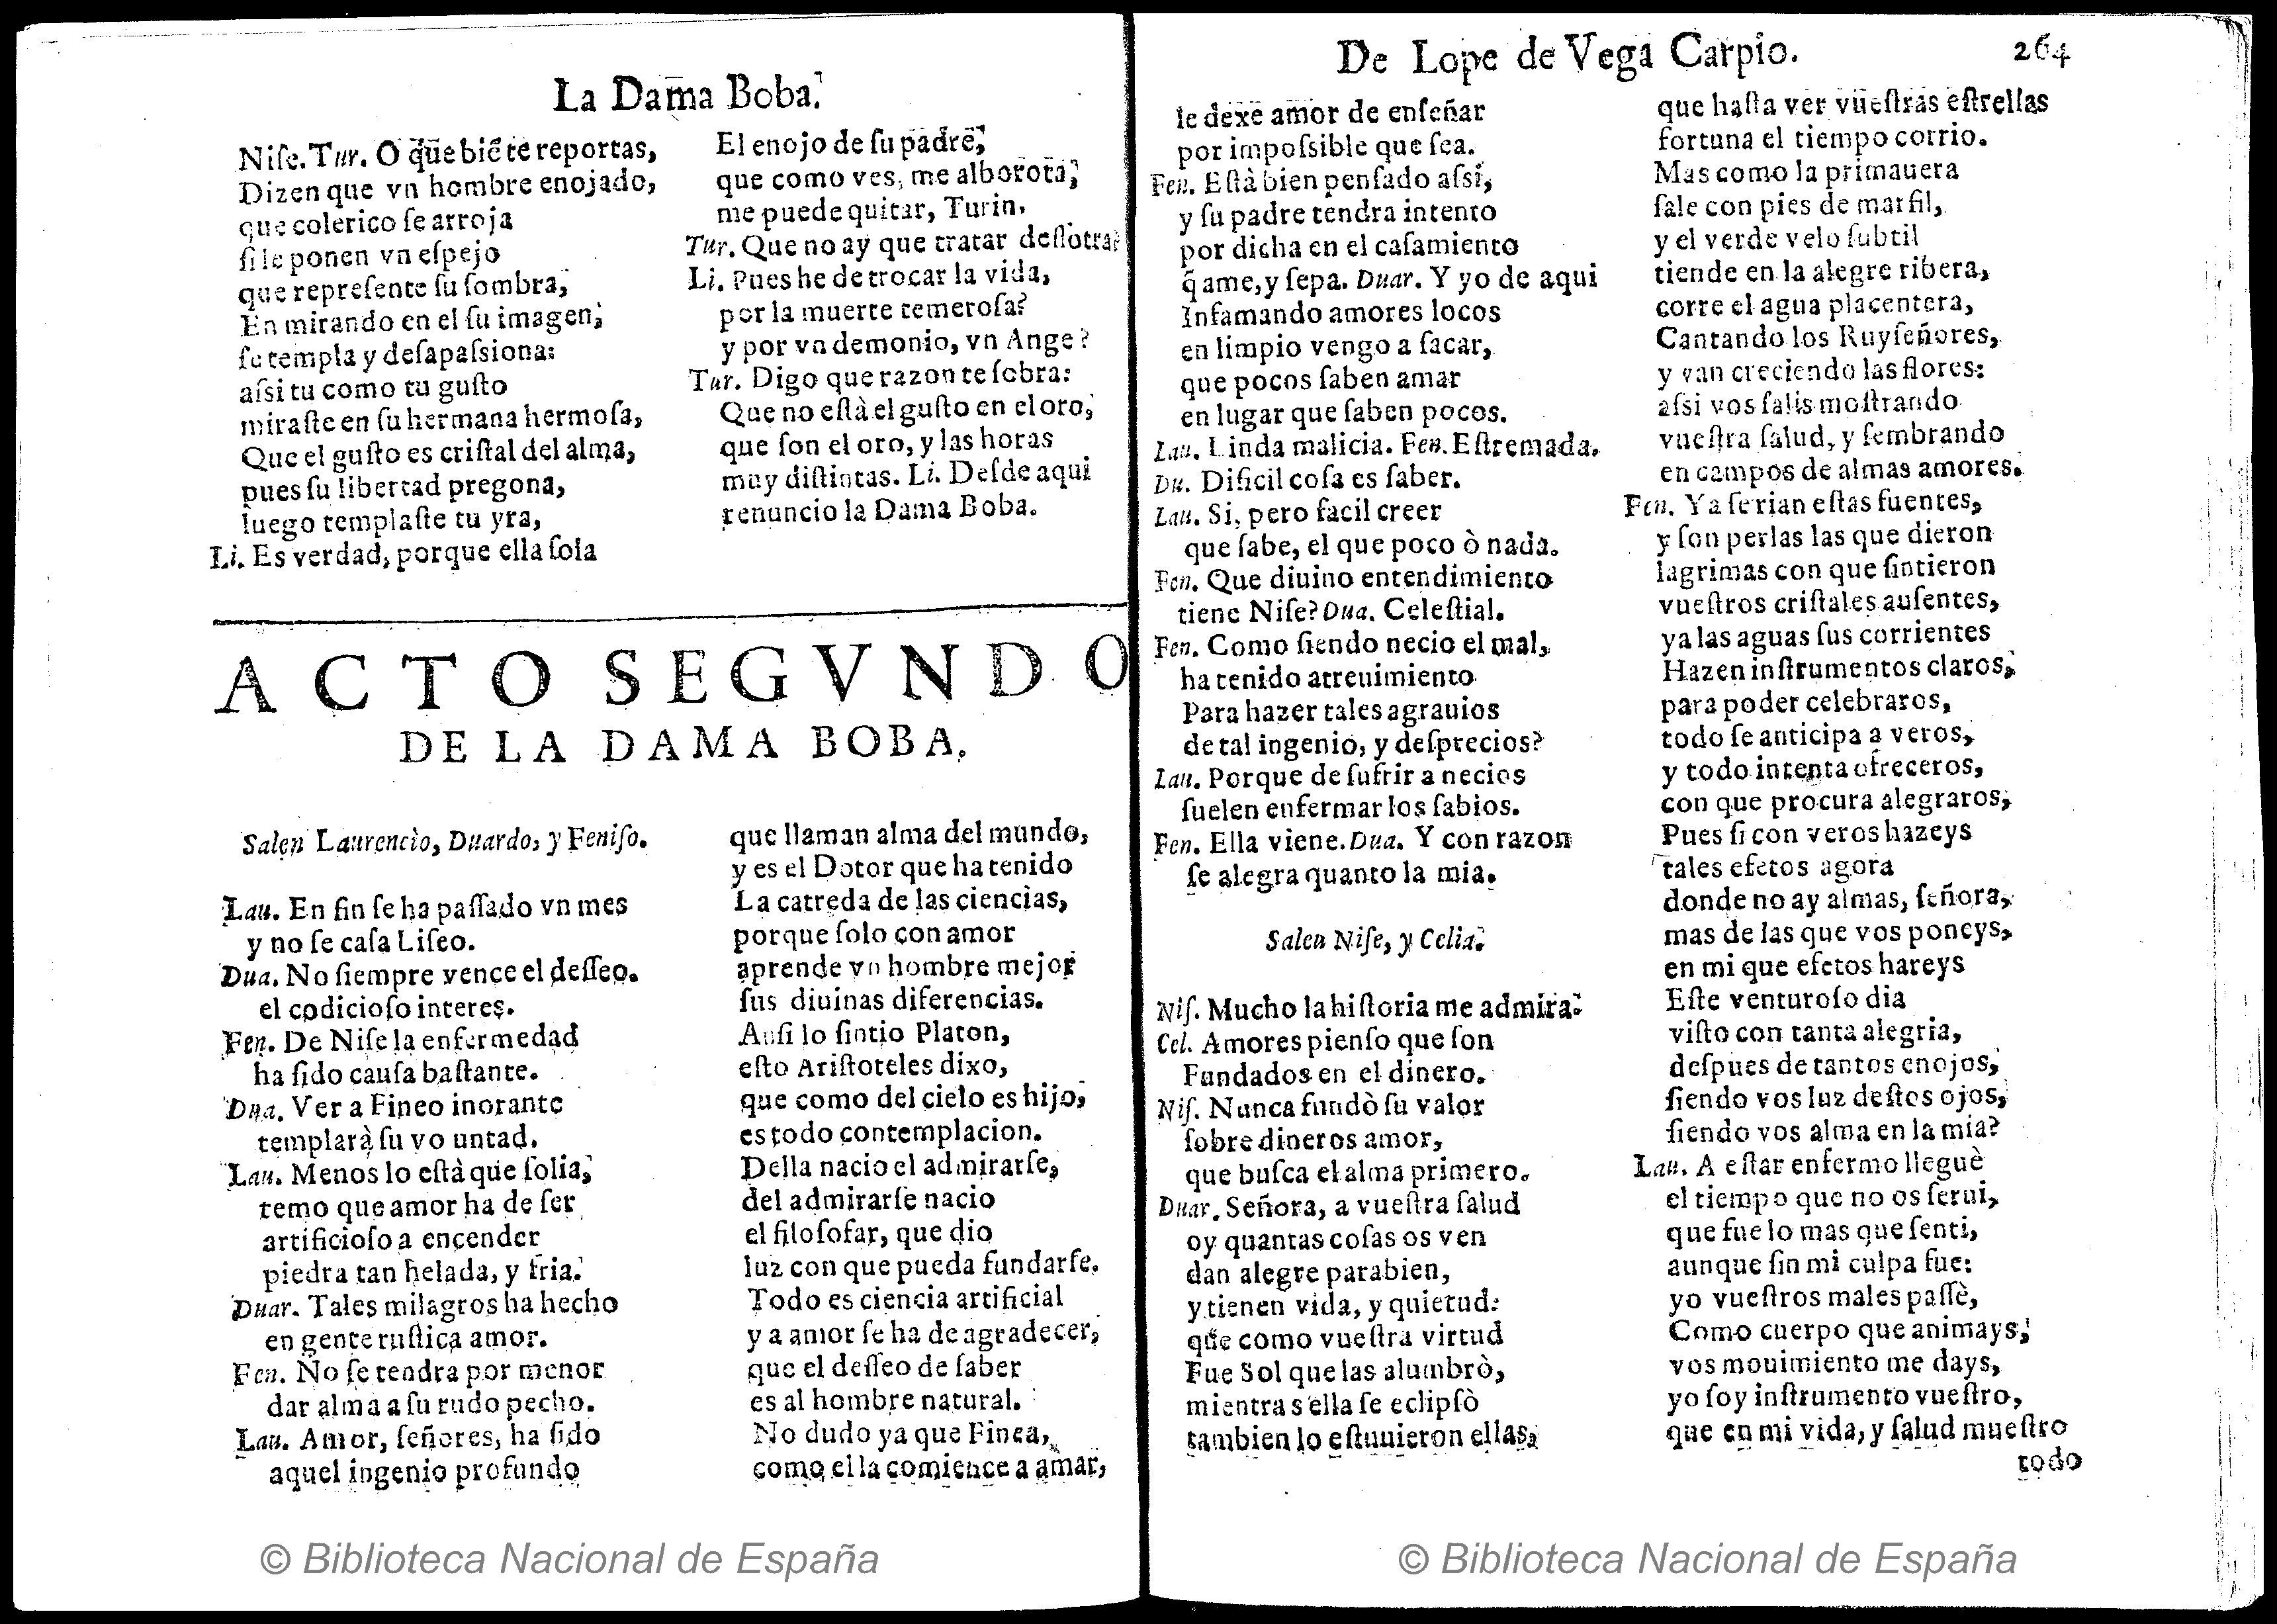 La Dama Boba.
Nise. Tur. O q̃ue biẽ te reportas,
Dizen que vn hombre enojado,
que colerico se arroja
si le ponen vn espejo
que represente su sombra,
En mirando en el su imagen,
se templa y desapassiona:
assi tu como tu gusto
miraste en su hermana hermosa,
Que el gusto es cristal del alma,
pues su libertad pregona,
luego templaste tu yra,
Li. Es verdad, porque ella sola
El enojo de su padre,
que como ves, me alborota,
me puede quitar, Turin,
Tur. Que no ay que tratar dessotra?
Li. Pues he de trocar la vida,
por la muerte temerosa?
y por vn demonio, vn Ange?
Tur. Digo que razon te sobra:
Que no està el gusto en el oro,
que son el oro, y las horas
muy distintas. Li. Desde aqui
renuncio la Dama Boba.
ACTO SEGVNDO
DE LA DAMA BOBA.
Salen Laurencio, Duardo, y Feniso.
Lau. En fin se ha passado vn mes
y no se casa Liseo.
Dua. No siempre vence el desseo.
el codicioso interes.
Fen. De Nise la enfermedad
ha sido causa bastante.
Dua. Ver a Fineo inorante
templarà su vo untad.
Lau. Menos lo està que solia,
temo que amor ha de ser
artificioso a encender
piedra tan helada, y fria.
Duar. Tales milagros ha hecho
en gente rustica amor.
Fen. No se tendra por menor
dar alma a su rudo pecho.
Lau. Amor, señores, ha sido
aquel ingenio profundo
que llaman alma del mundo,
y es el Dotor que ha tenido
La catreda de las ciencias,
porque solo con amor
aprende vn hombre mejor
sus diuinas diferencias.
Ausi lo sintio Platon,
esto Aristoteles dixo,
que como del cielo es hijo,
es todo contemplacion.
Della nacio el admirarse,
del admirarse nacio
el filosofar, que dio
luz con que pueda fundarse.
Todo es ciencia artificial
y a amor se ha de agradecer,
que el desseo de saber
es al hombre natural.
No dudo ya que Finea,
como ella comience a amar,
© Biblioteca Nacional de España
De Lope de Vega Carpio. 264
le dexe amor de enseñar
por impossible que sea.
Fen. Està bien pensado assi,
y su padre tendra intento
por dicha en el casamiento
q̃ ame, y sepa. Duar. Y yo de aqui
Infamando amores locos
en limpio vengo a sacar,
que pocos saben amar
en lugar que saben pocos.
Lau. Linda malicia. Fen. Estremada.
Du. Dificil cosa es saber.
Lau. Si, pero facil creer
que sabe, el que poco ò nada.
Fen. Que diuino entendimiento
tiene Nise? Dua. Celestial.
Fen. Como siendo necio el mal,
ha tenido atreuimiento
Para hazer tales agrauios
de tal ingenio, y desprecios?
Lau. Porque de sufrir a necios
suelen enfermar los sabios.
Fen. Ella viene. Dua. Y con razon
se alegra quanto la mia.
Salen Nise, y Celia.
Nis. Mucho la historia me admira.
Cel. Amores pienso que son
Fundados en el dinero.
Nis. Nunca fundò su valor
sobre dineros amor,
que busca el alma primero.
Duar. Señora, a vuestra salud
oy quantas cosas os ven
dan alegre parabien,
y tienen vida, y quietud:
que como vuestra virtud
Fue Sol que las alumbrò,
mientras ella se eclipsò
tambien lo estuuieron ellas,
que hasta ver vuestras estrellas
fortuna el tiempo corrio.
Mas como la primauera
sale con pies de marfil,
y el verde velo subtil
tiende en la alegre ribera,
corre el agua placentera,
Cantando los Ruyseñores,
y van creciendo las flores:
assi vos salis mostrando
vuestra salud, y sembrando
en campos de almas amores.
Fen. Ya se rian estas fuentes,
y son perlas las que dieron
lagrimas con que sintieron
vuestros cristales ausentes,
ya las aguas sus corrientes
Hazen instrumentos claros,
para poder celebraros,
todo se anticipa a veros,
y todo intenta ofreceros,
con que procura alegraros,
Pues si con veros hazeys
tales efetos agora
donde no ay almas, señora,
mas de las que vos poneys,
en mi que efetos hareys
Este venturoso dia
visto con tanta alegria,
despues de tantos enojos,
siendo vos luz destos ojos,
siendo vos alma en la mia?
Lau. A estar enfermo lleguè
el tiempo que no os serui,
que fue lo mas que senti,
aunque sin mi culpa fue:
yo vuestros males passè,
Como cuerpo que animays,
vos mouimiento me days,
yo soy instrumento vuestro,
que en mi vida, y salud muestro
todo
© Biblioteca Nacional de España